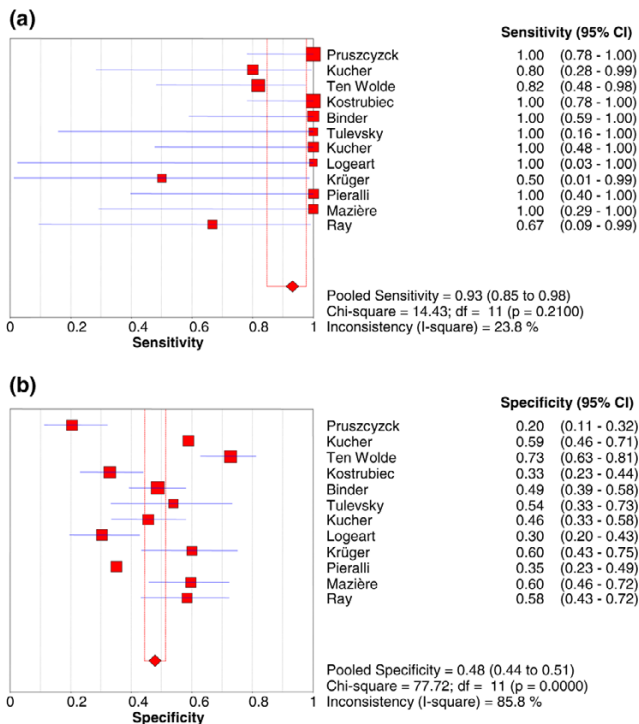 (a)
Sensitivity (95% CI)
Pruszcyzck 1.00 (0.78 - 1.00)
Kucher 0.80 (0.28 - 0.99)
Ten Wolde 0.82 (0.48 - 0.98)
Kostrubiec 1.00 (0.78 - 1.00)
Binder 1.00 (0.59 - 1.00)
Tulevsky 1.00 (0.16 - 1.00)
Kucher 1.00 (0.48 - 1.00)
Logeart 1.00 (0.03 - 1.00)
Krüger 0.50 (0.01 - 0.99)
Pieralli 1.00 (0.40 - 1.00)
Mazière 1.00 (0.29 - 1.00)
Ray 0.67 (0.09 - 0.99)
Pooled Sensitivity = 0.93 (0.85 to 0.98)
Chi-square = 14.43; df = 11 (p = 0.2100)
Inconsistency (I-square) = 23.8 %
0 0.2 0.4 0.6 0.8 1
Sensitivity
(b)
Specificity (95% CI)
Pruszcyzck 0.20 (0.11 - 0.32)
Kucher 0.59 (0.46 - 0.71)
Ten Wolde 0.73 (0.63 - 0.81)
Kostrubiec 0.33 (0.23 - 0.44)
Binder 0.49 (0.39 - 0.58)
Tulevsky 0.54 (0.33 - 0.73)
Kucher 0.46 (0.33 - 0.58)
Logeart 0.30 (0.20 - 0.43)
Krüger 0.60 (0.43 - 0.75)
Pieralli 0.35 (0.23 - 0.49)
Mazière 0.60 (0.46 - 0.72)
Ray 0.58 (0.43 - 0.72)
Pooled Specificity = 0.48 (0.44 to 0.51)
Chi-square = 77.72; df = 11 (p = 0.0000)
Inconsistency (I-square) = 85.8 %
0 0.2 0.4 0.6 0.8 1
Specificity